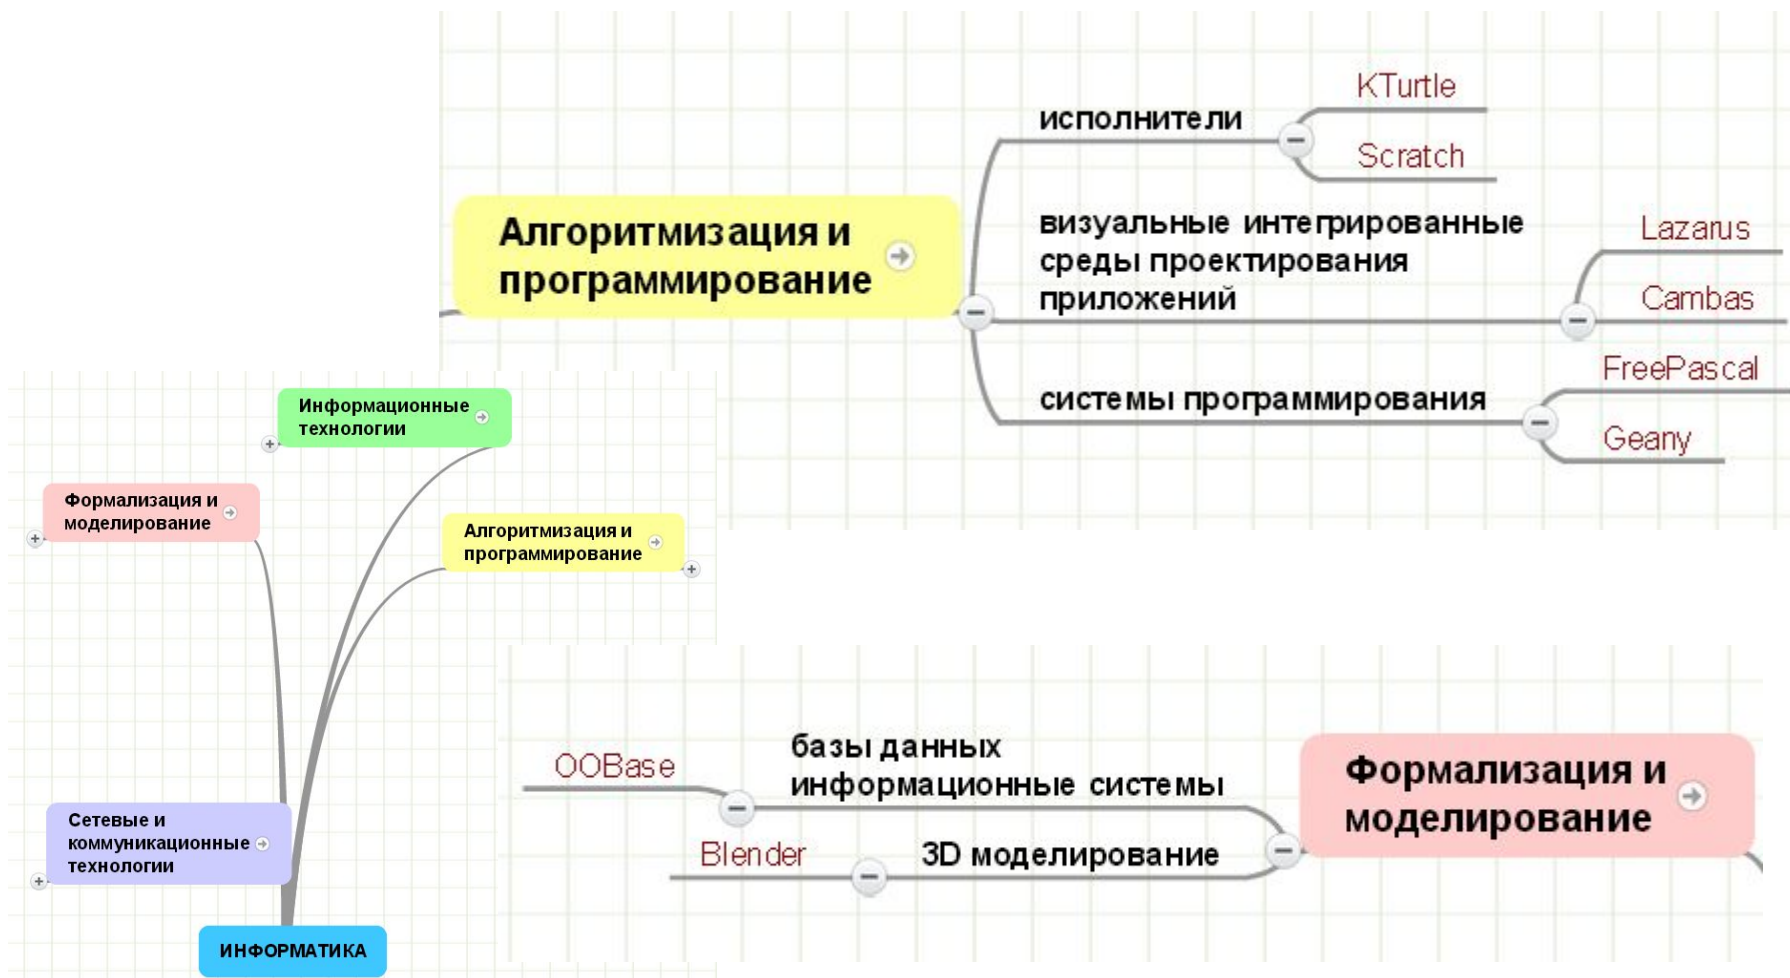 KTurtle
исполнители
Scratch
Алгоритмизация и
программирование
визуальные интегрированные
среды проектирования
приложений
Lazarus
Cambas
FreePascal
системы программирования
Geany
Информационные
технологии
Формализация и
моделирование
Алгоритмизация и
программирование
Сетевые и
коммуникационные
технологии
ИНФОРМАТИКА
базы данных
информационные системы
OOBase
Blender
3D моделирование
Формализация и
моделирование